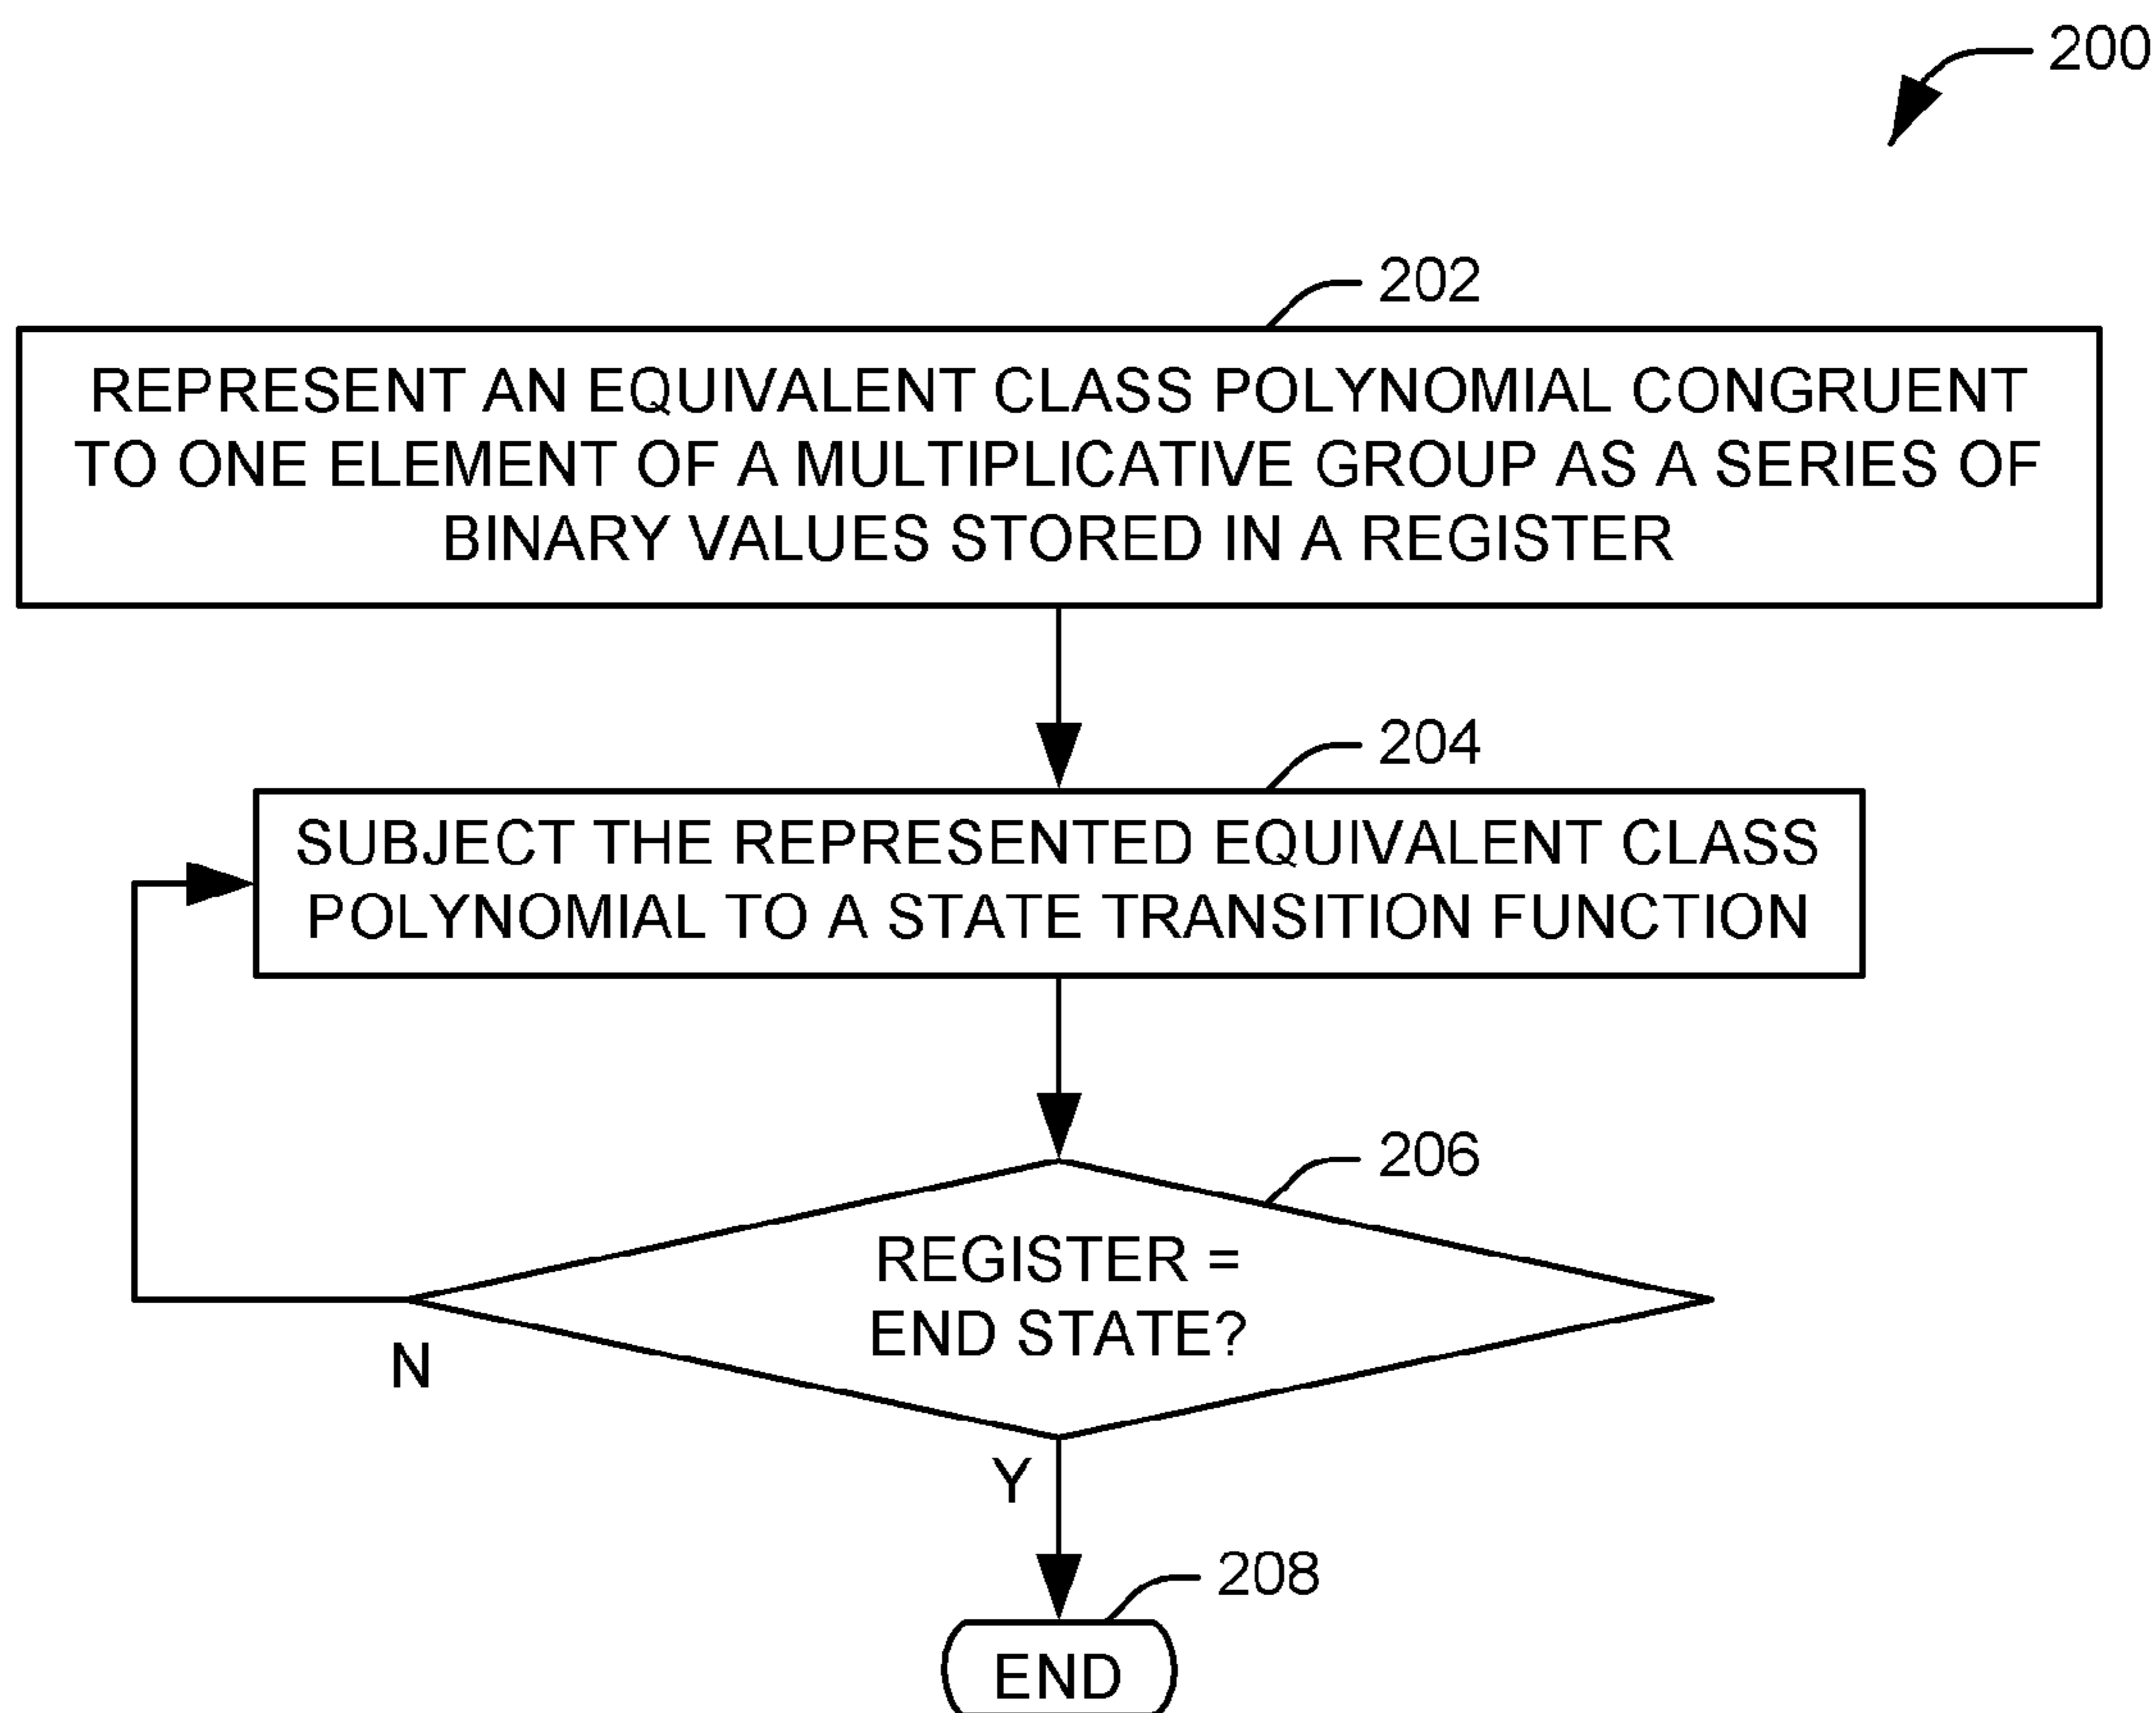 200
202
REPRESENT AN EQUIVALENT CLASS POLYNOMIAL CONGRUENT
TO ONE ELEMENT OF A MULTIPLICATIVE GROUP AS A SERIES OF
BINARY VALUES STORED IN A REGISTER
204
SUBJECT THE REPRESENTED EQUIVALENT CLASS
POLYNOMIAL TO A STATE TRANSITION FUNCTION
206
REGISTER =
END STATE?
N
Y
208
END